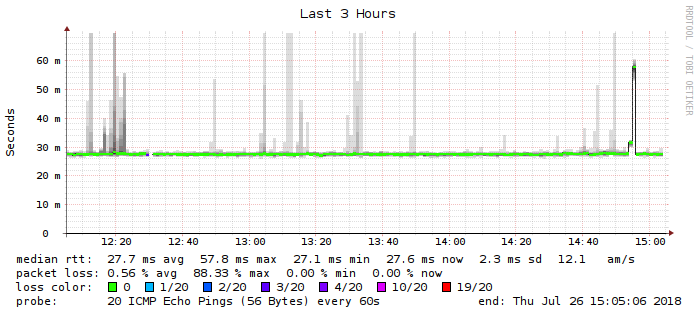 Last 3 Hours
RRDTOOL / TOBI OETIKER
Seconds
60 m
50 m
40 m
30 m
20 m
10 m
0
12:20 12:40 13:00 13:20 13:40 14:00 14:20 14:40 15:00
median rtt: 27.7 ms avg 57.8 ms max 27.1 ms min 27.6 ms now 2.3 ms sd 12.1 am/s
packet loss: 0.56 % avg 88.33 % max 0.00 % min 0.00 % now
loss color: 0 1/20 2/20 3/20 4/20 10/20 19/20
probe: 20 ICMP Echo Pings (56 Bytes) every 60s end: Thu Jul 26 15:05:06 2018